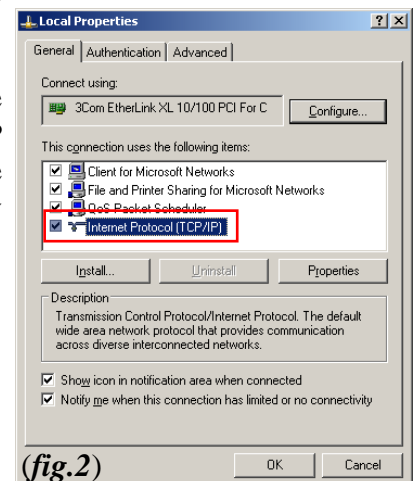 Local Properties
General Authentication Advanced
Connect using:
3Com EtherLink XL 10/100 PCI For C Configure...
This connection uses the following items:
Client for Microsoft Networks
File and Printer Sharing for Microsoft Networks
QoS Packet Scheduler
Internet Protocol (TCP/IP)
Install... Uninstall Properties
Description
Transmission Control Protocol/Internet Protocol. The default
wide area network protocol that provides communication
across diverse interconnected networks.
Show icon in notification area when connected
Notify me when this connection has limited or no connectivity
(fig.2) OK Cancel